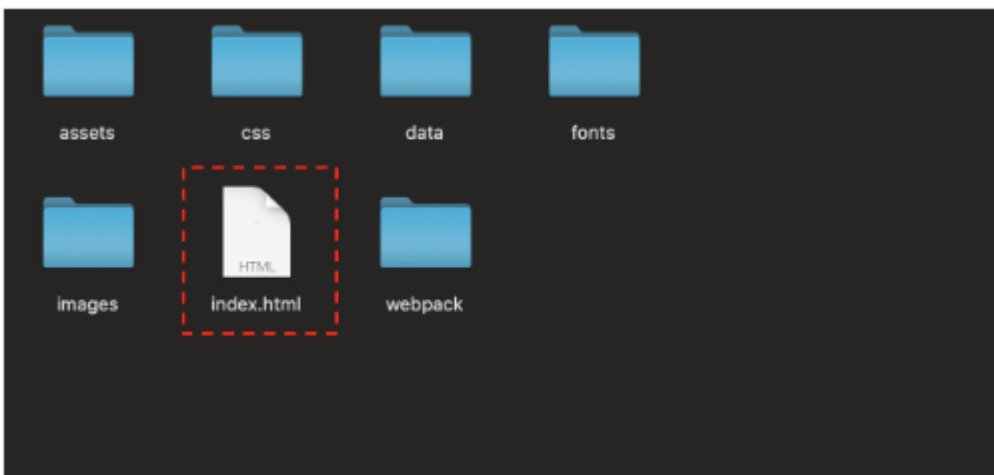 assets
css
data
fonts
images
HTML
index.html
webpack